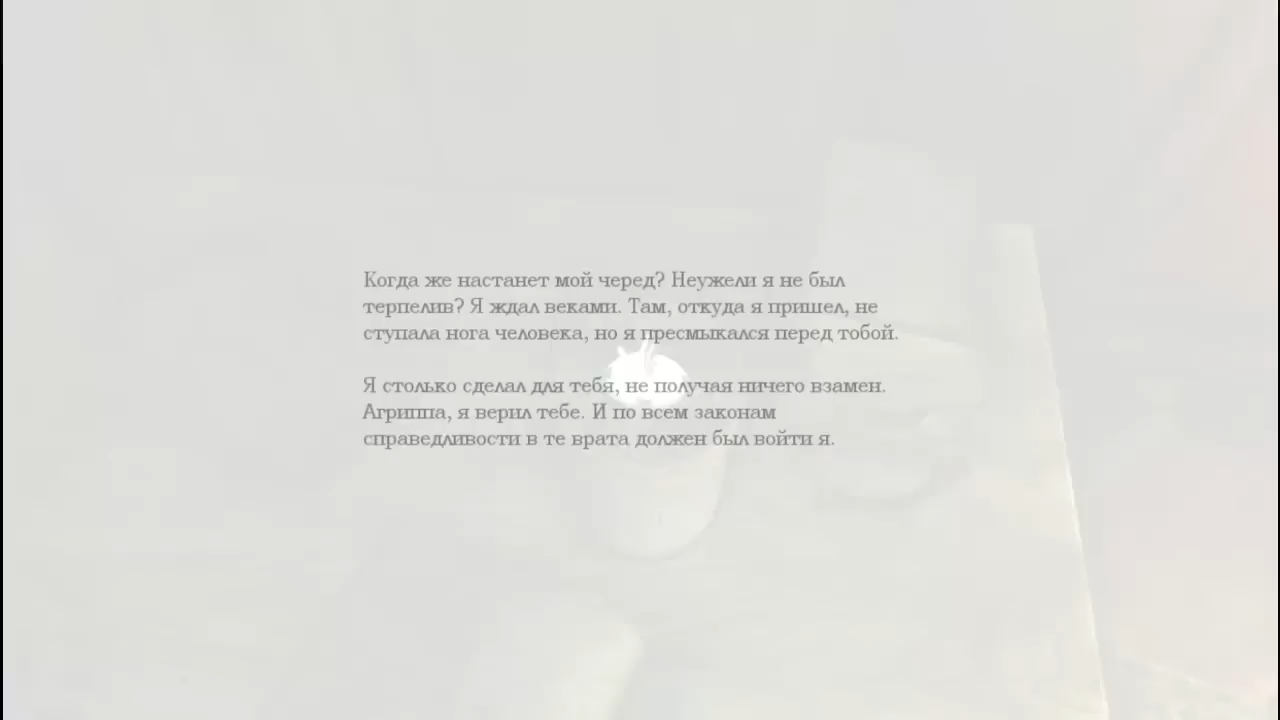 Когда же настанет мой черед? Неужели я не был
терпелив? Я ждал веками. Там, откуда я пришел, не
ступала нога человека, но я пресмыкался перед тобой.
Я столько сделал для тебя, не получая ничего взамен.
Агриппа, я верил тебе. И по всем законам
справедливости в те врата должен был войти я.